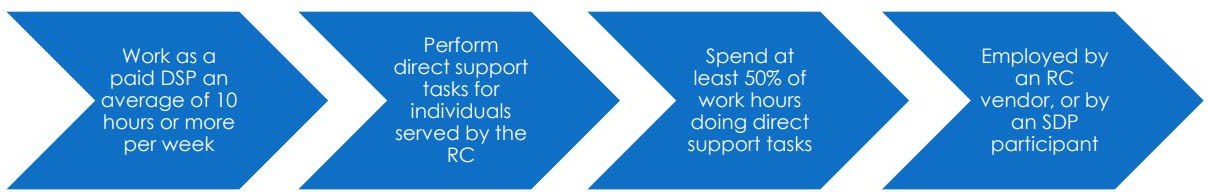 Work as a
paid DSP an
average of 10
hours or more
per week
Perform
direct support
tasks for
individuals
served by the
RC
Spend at
least 50% of
work hours
doing direct
support tasks
Employed by
an RC
vendor, or by
an SDP
participant